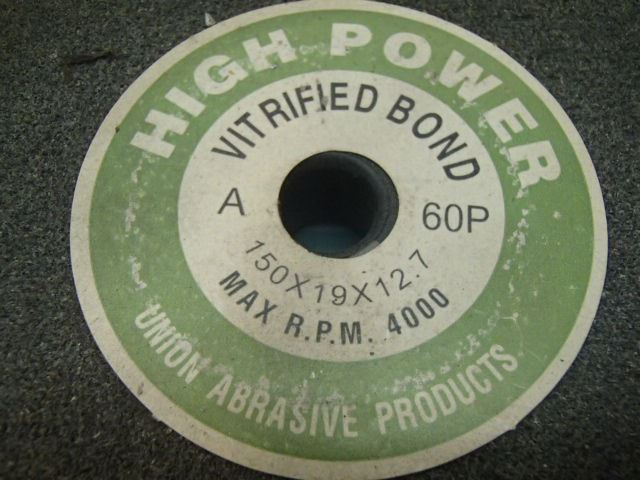 HIGH POWER
VITRIFIED BOND
A 60P
150X19X12.7
MAX R.P.M. 4000
UNION ABRASIVE PRODUCTS